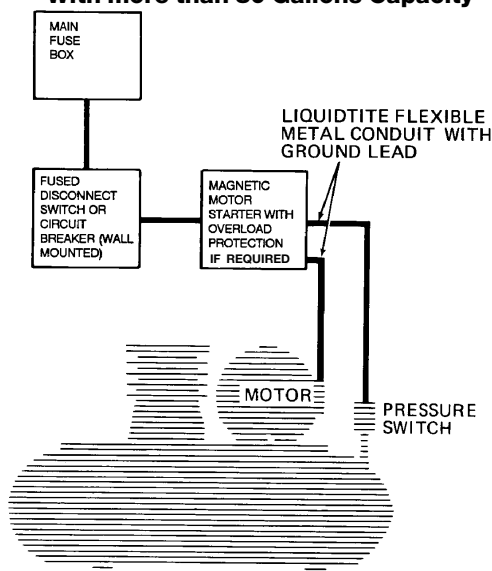 with more than 80 Gallons Capacity
MAIN
FUSE
BOX
LIQUIDTITE FLEXIBLE
METAL CONDUIT WITH
GROUND LEAD
FUSED
DISCONNECT
SWITCH OR
CIRCUIT
BREAKER (WALL
MOUNTED)
MAGNETIC
MOTOR
STARTER WITH
OVERLOAD
PROTECTION
IF REQUIRED
MOTOR
PRESSURE
SWITCH